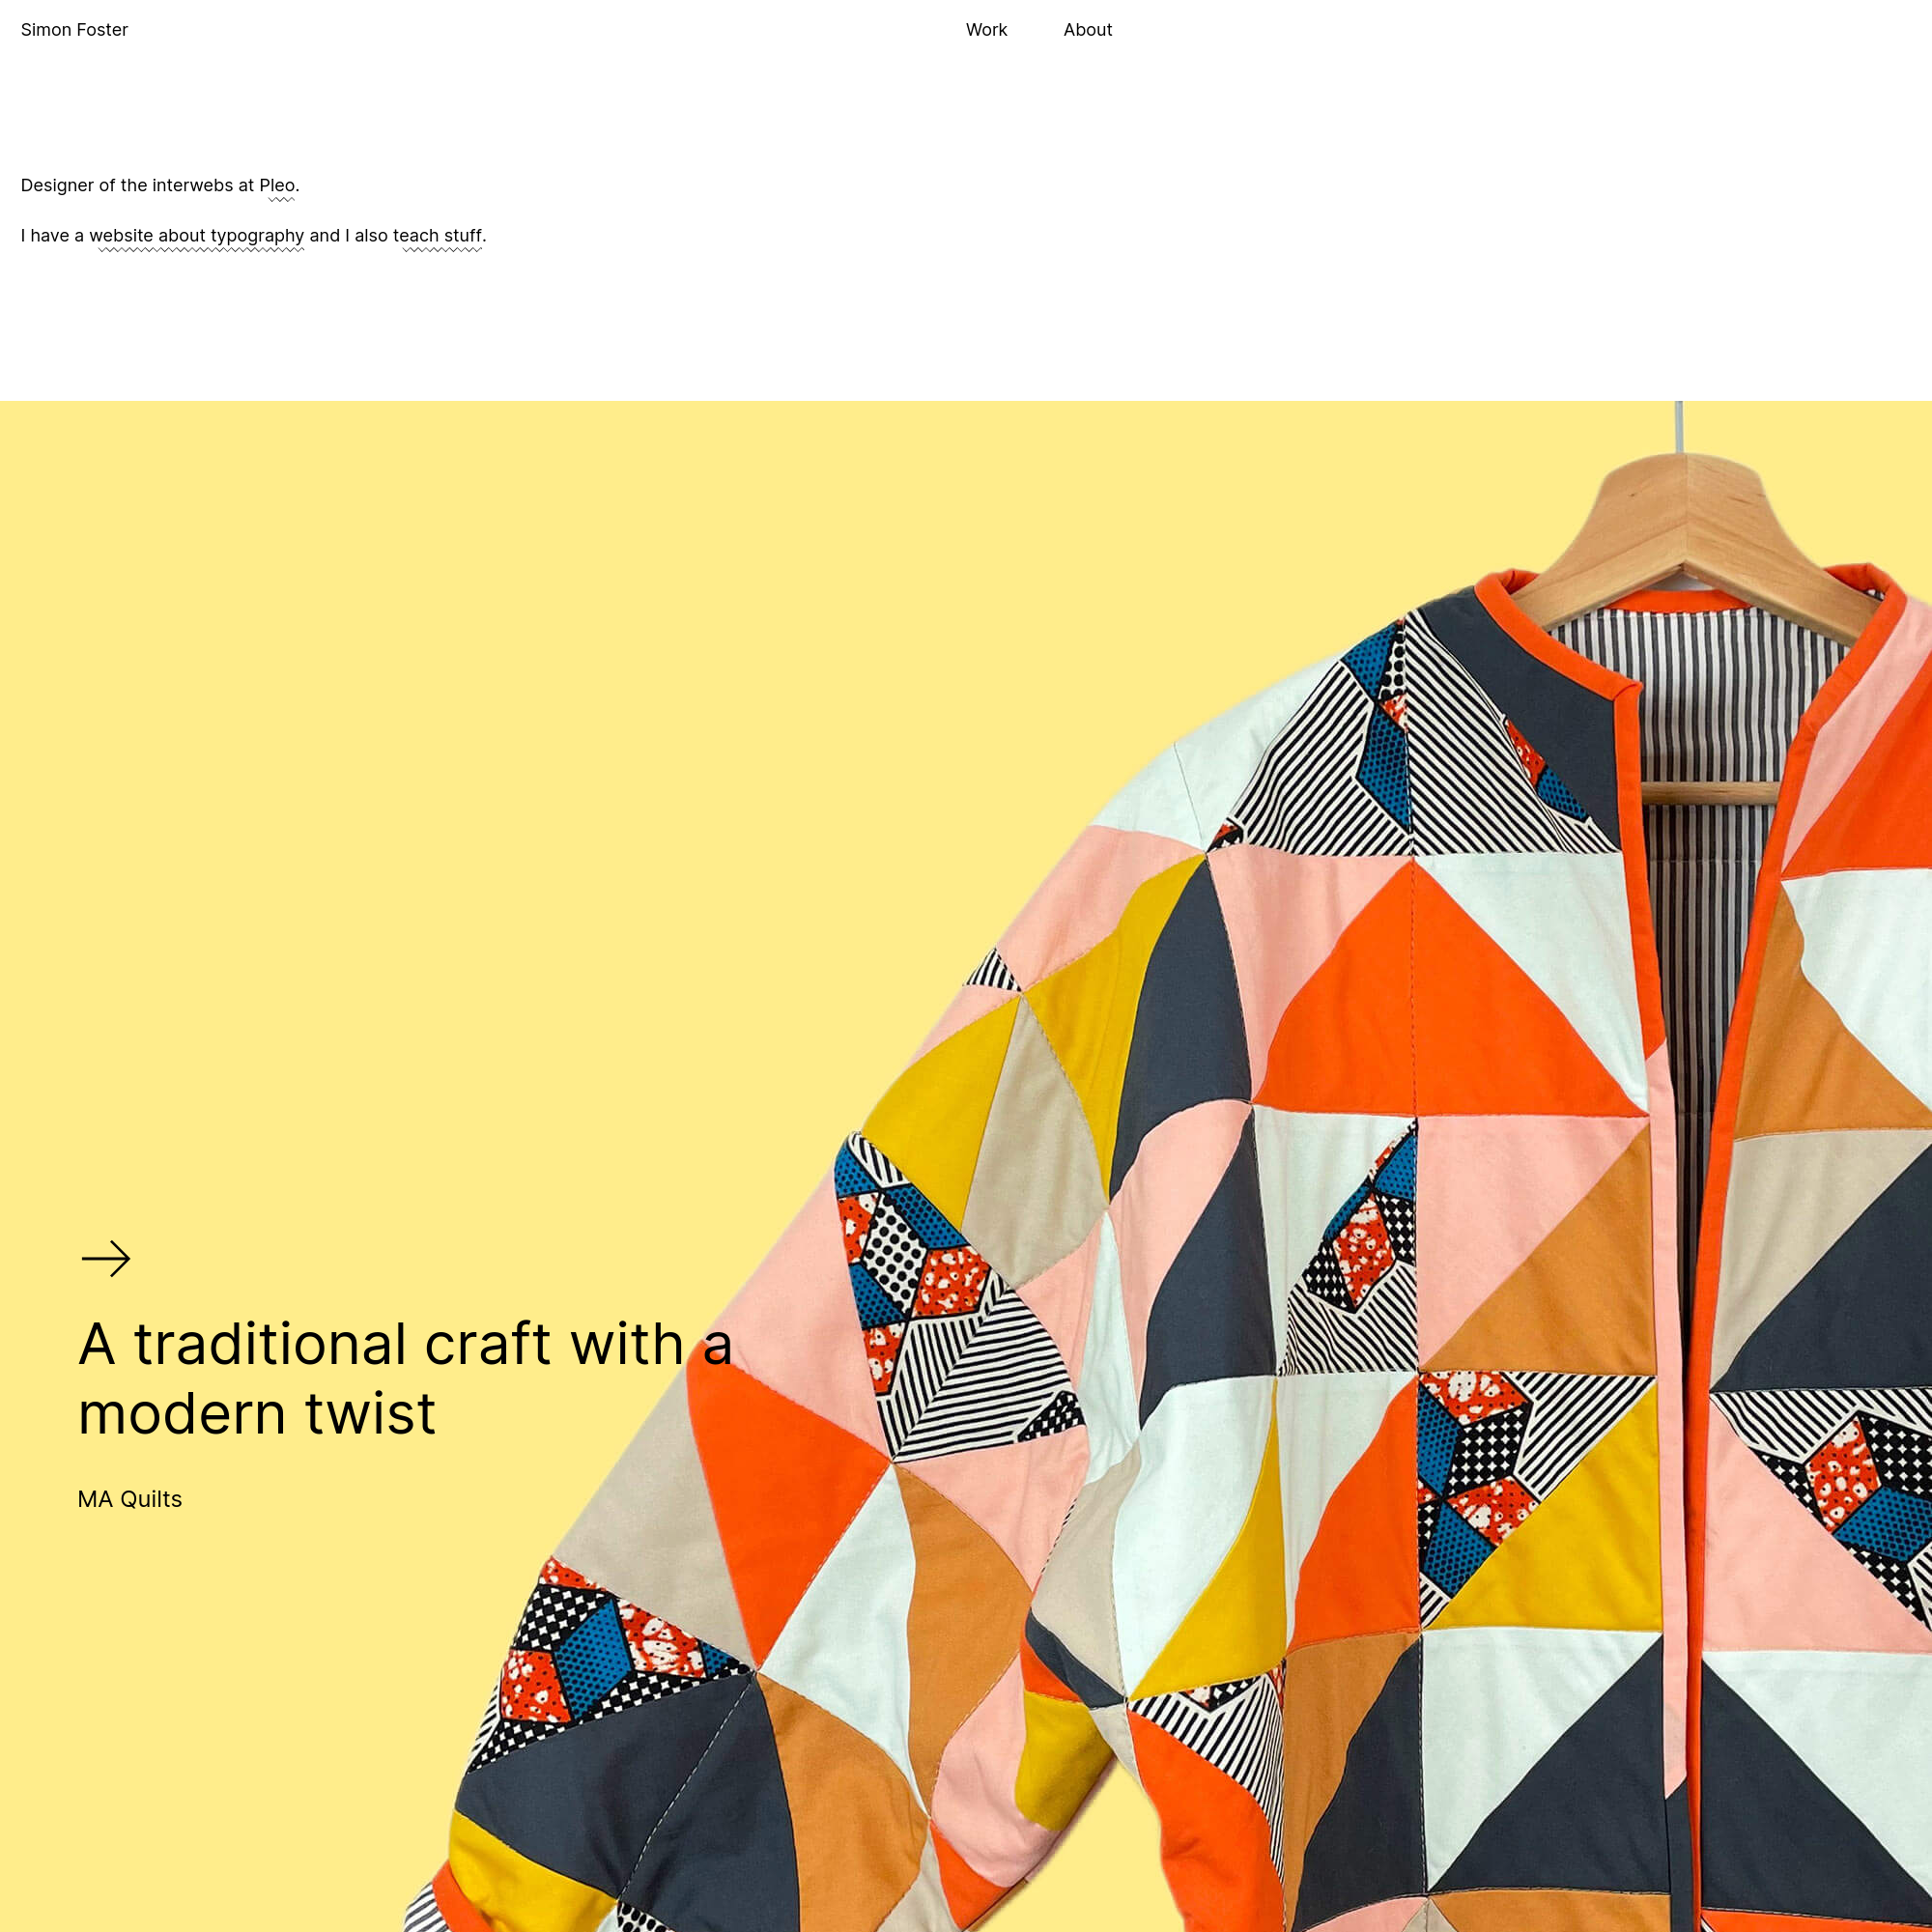 Simon Foster
Work
About
Designer of the interwebs at Pleo.
I have a website about typography and I also teach stuff.
A traditional craft with a
modern twist
MA Quilts